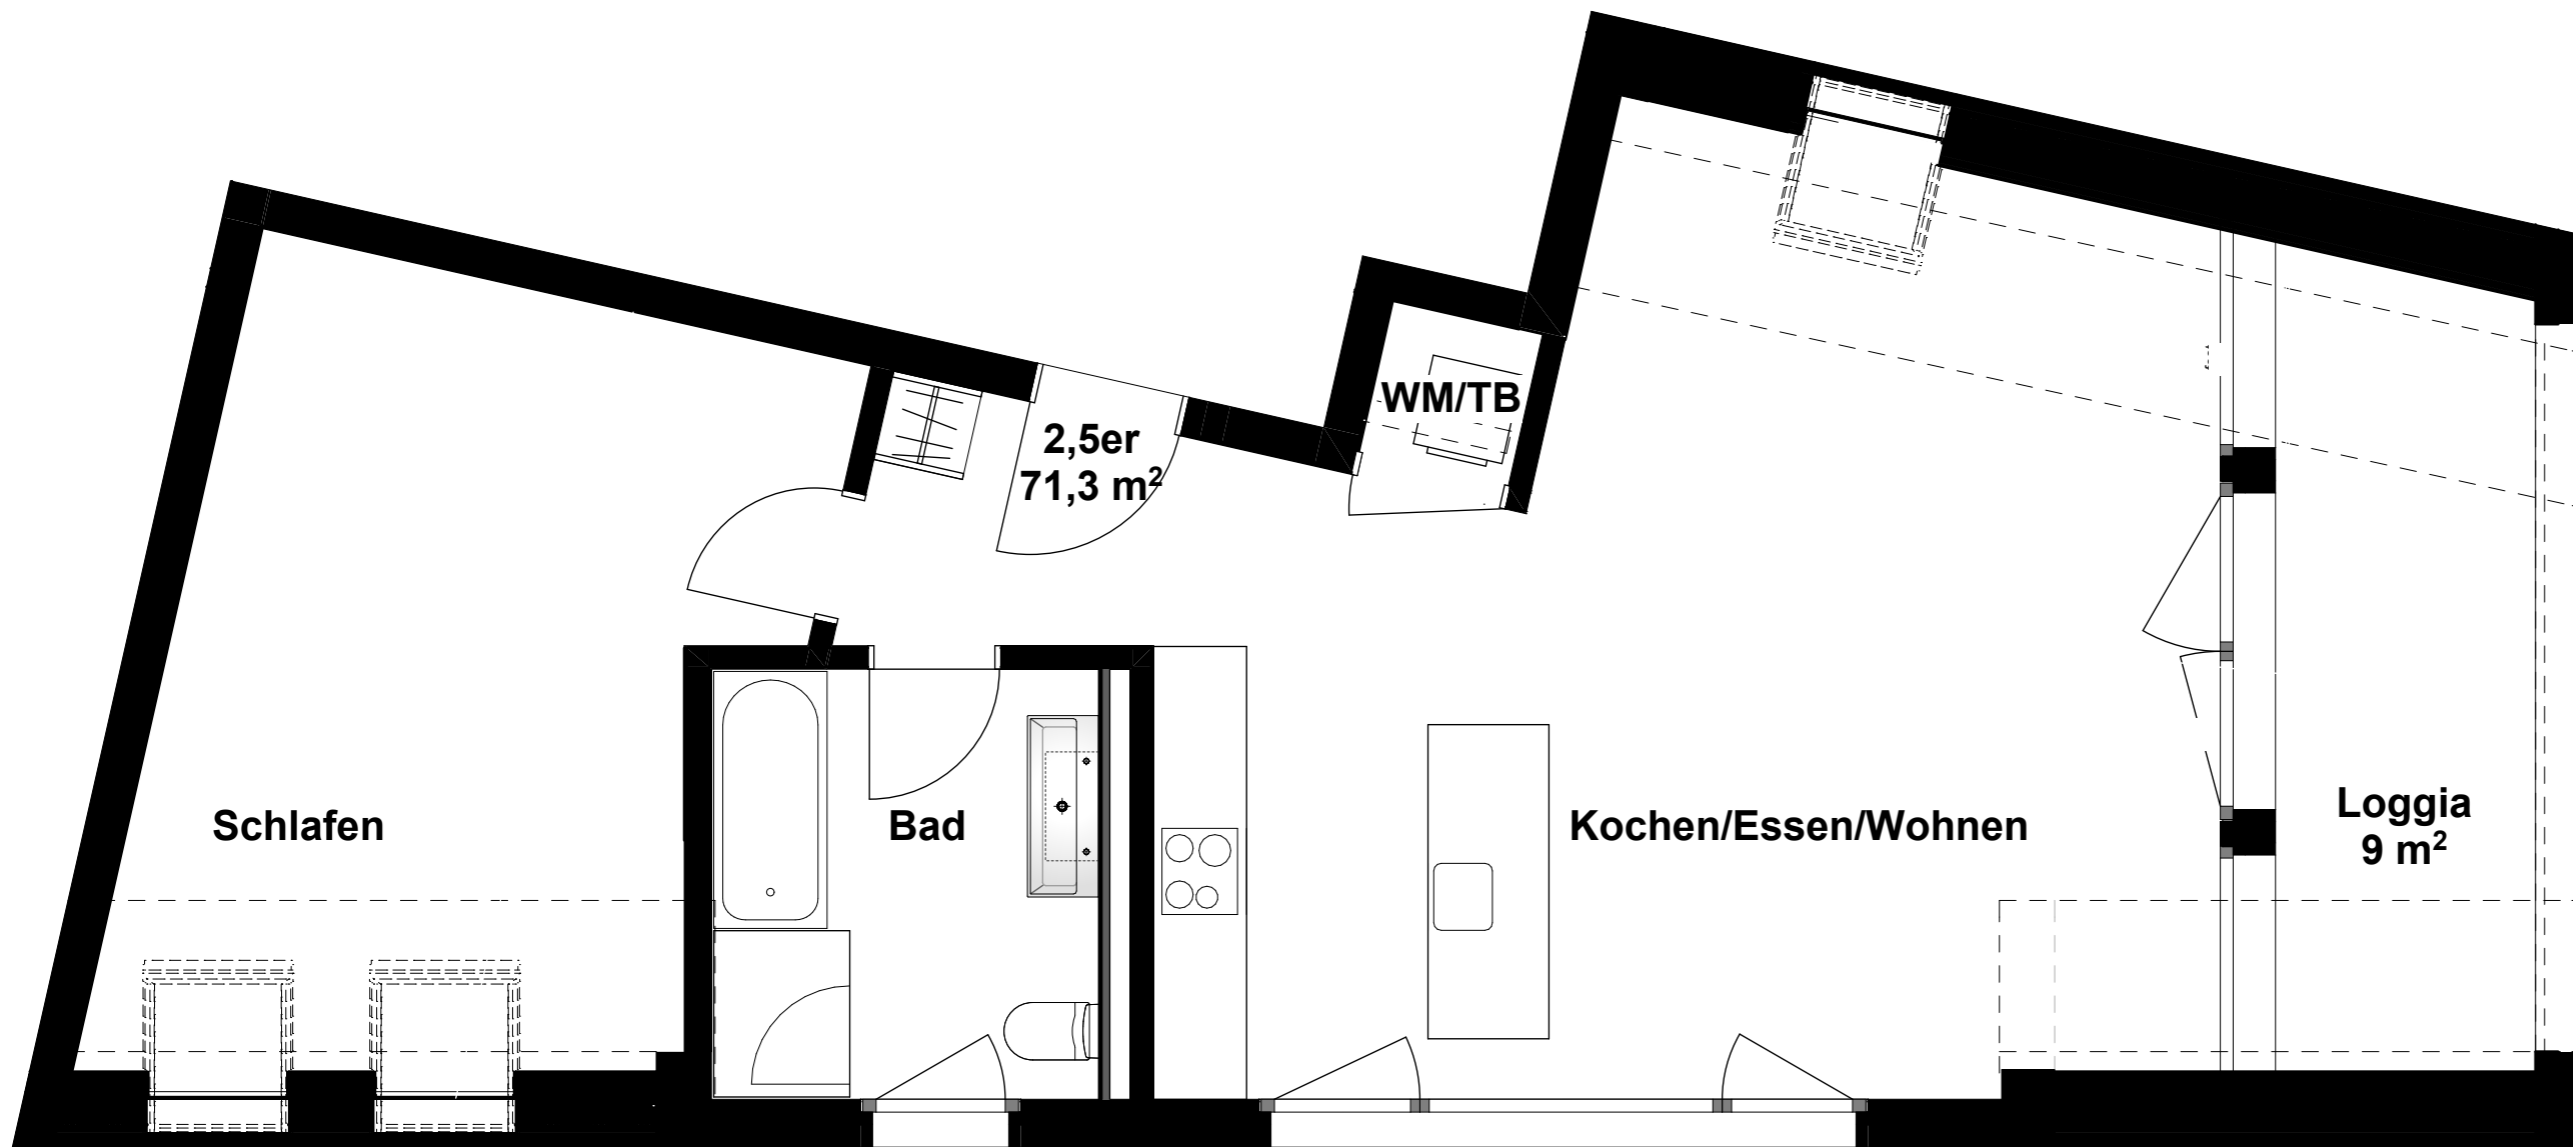 WM/TB
2,5er
71,3 m²
Schlafen
Bad
Kochen/Essen/Wohnen
Loggia
9 m²